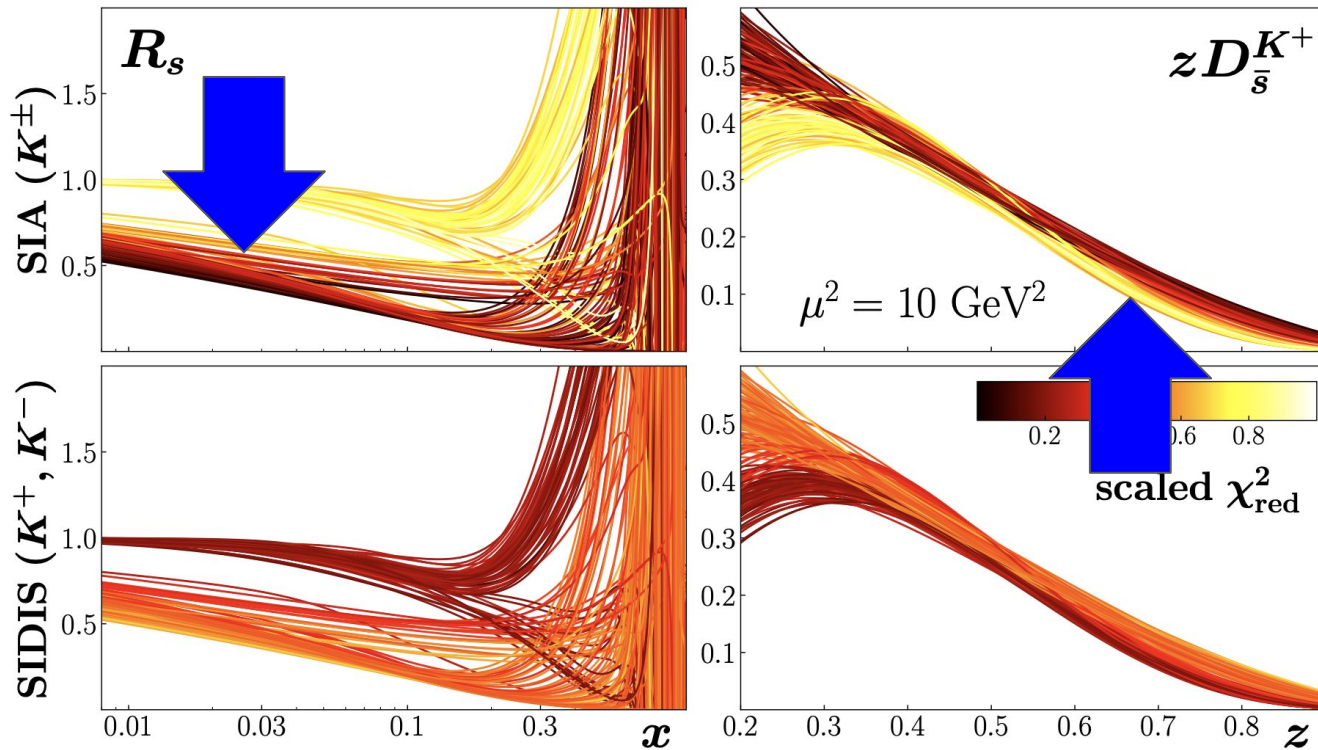 R_s
SIA (K^±)
1.5
1.0
0.5
zD_{\bar{s}}^{K^+}
μ² = 10 GeV²
0.5
0.4
0.3
0.2
0.1
SIDIS (K⁺, K⁻)
1.5
1.0
0.5
0.01 0.03 0.1 0.3 x
0.2 0.6 0.8
scaled χ²_red
0.5
0.4
0.3
0.2
0.1
0.2 0.3 0.4 0.5 0.6 0.7 0.8 z